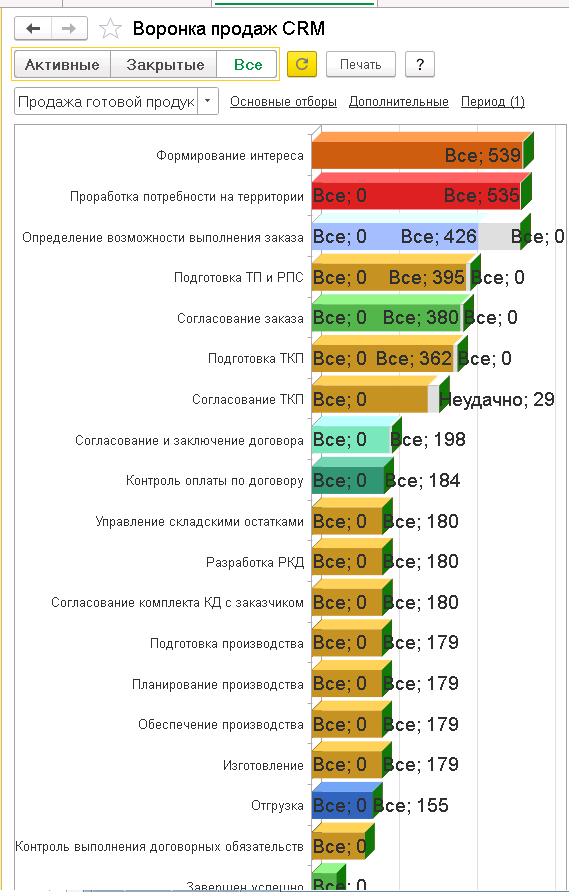 Воронка продаж CRM
Активные Закрытые Все Печать ?
Продажа готовой продук Основные отборы Дополнительные Период (1)
Формирование интереса Все; 539
Проработка потребности на территории Все; 0 Все; 535
Определение возможности выполнения заказа Все; 0 Все; 426 Все; 0
Подготовка ТП и РПС Все; 0 Все; 395 Все; 0
Согласование заказа Все; 0 Все; 380 Все; 0
Подготовка ТКП Все; 0 Все; 362 Все; 0
Согласование ТКП Все; 0 Неудачно; 29
Согласование и заключение договора Все; 0 Все; 198
Контроль оплаты по договору Все; 0 Все; 184
Управление складскими остатками Все; 0 Все; 180
Разработка РКД Все; 0 Все; 180
Согласование комплекта КД с заказчиком Все; 0 Все; 180
Подготовка производства Все; 0 Все; 179
Планирование производства Все; 0 Все; 179
Обеспечение производства Все; 0 Все; 179
Изготовление Все; 0 Все; 179
Отгрузка Все; 0 Все; 155
Контроль выполнения договорных обязательств Все; 0
Завершен успешно Все; 0